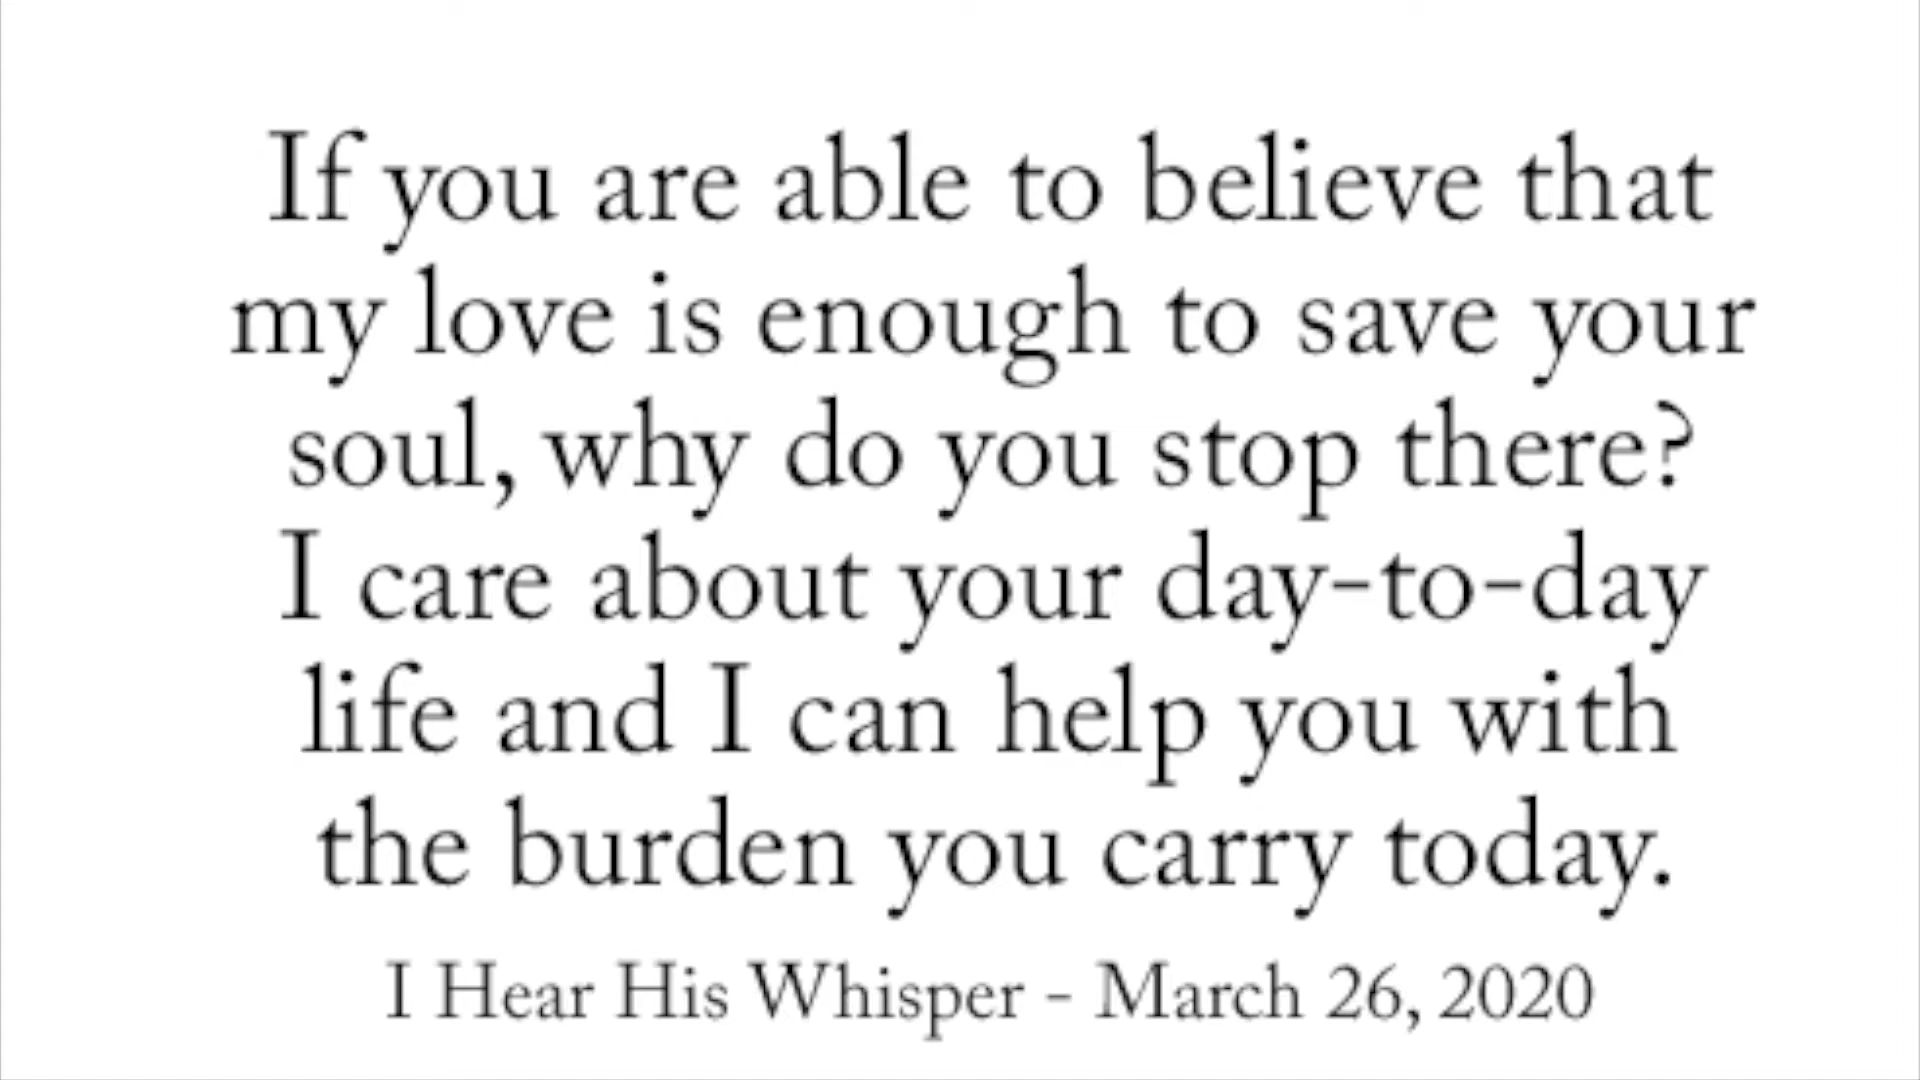 If you are able to believe that
my love is enough to save your
soul, why do you stop there?
I care about your day-to-day
life and I can help you with
the burden you carry today.
I Hear His Whisper - March 26, 2020